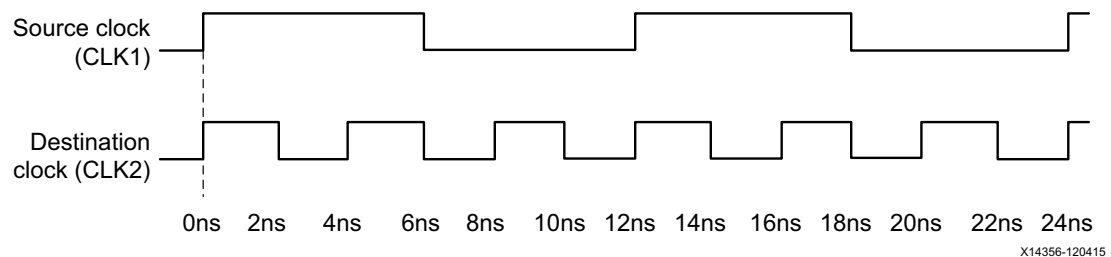 Source clock
(CLK1)
Destination
clock (CLK2)
0ns 2ns 4ns 6ns 8ns 10ns 12ns 14ns 16ns 18ns 20ns 22ns 24ns
X14356-120415